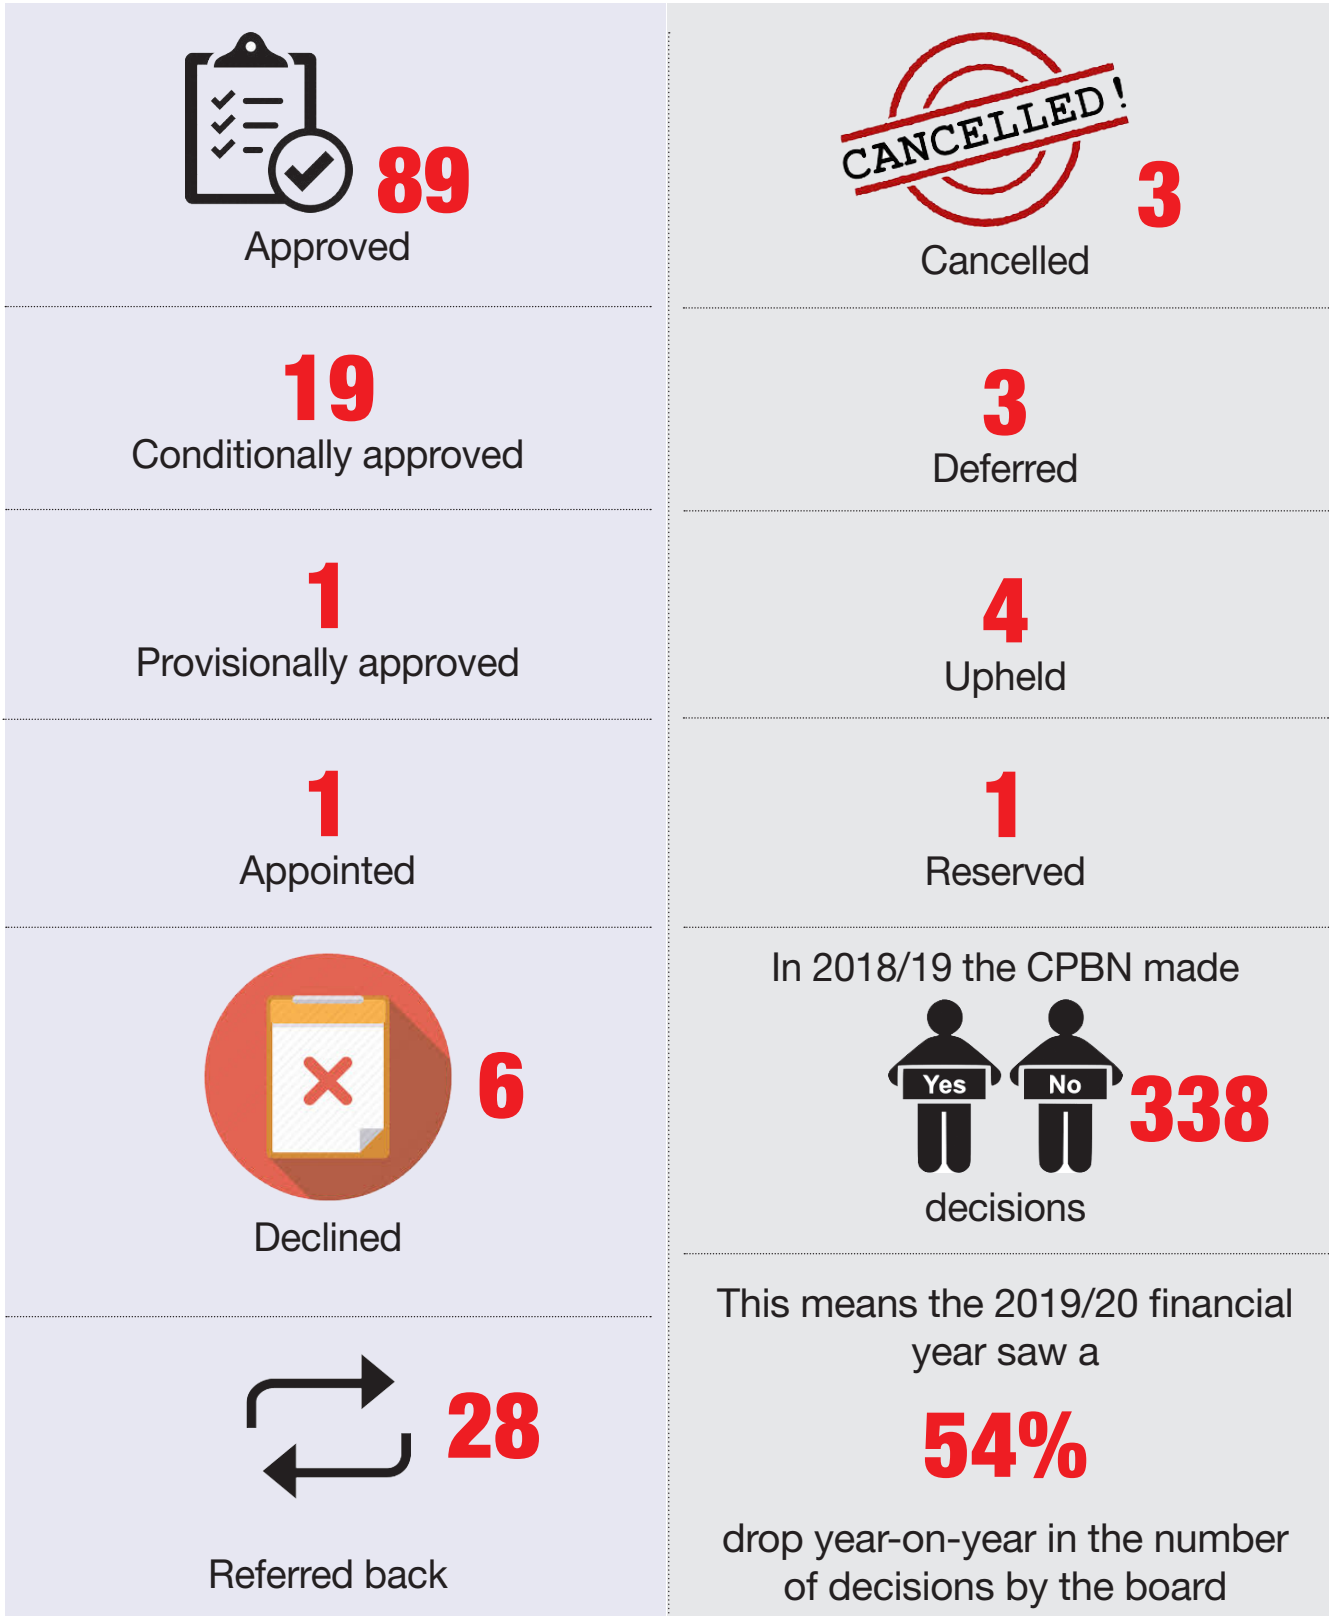 89
Approved
19
Conditionally approved
1
Provisionally approved
1
Appointed
6
Declined
28
Referred back
CANCELLED!
3
Cancelled
3
Deferred
4
Upheld
1
Reserved
In 2018/19 the CPBN made
Yes No
338
decisions
This means the 2019/20 financial
year saw a
54%
drop year-on-year in the number
of decisions by the board